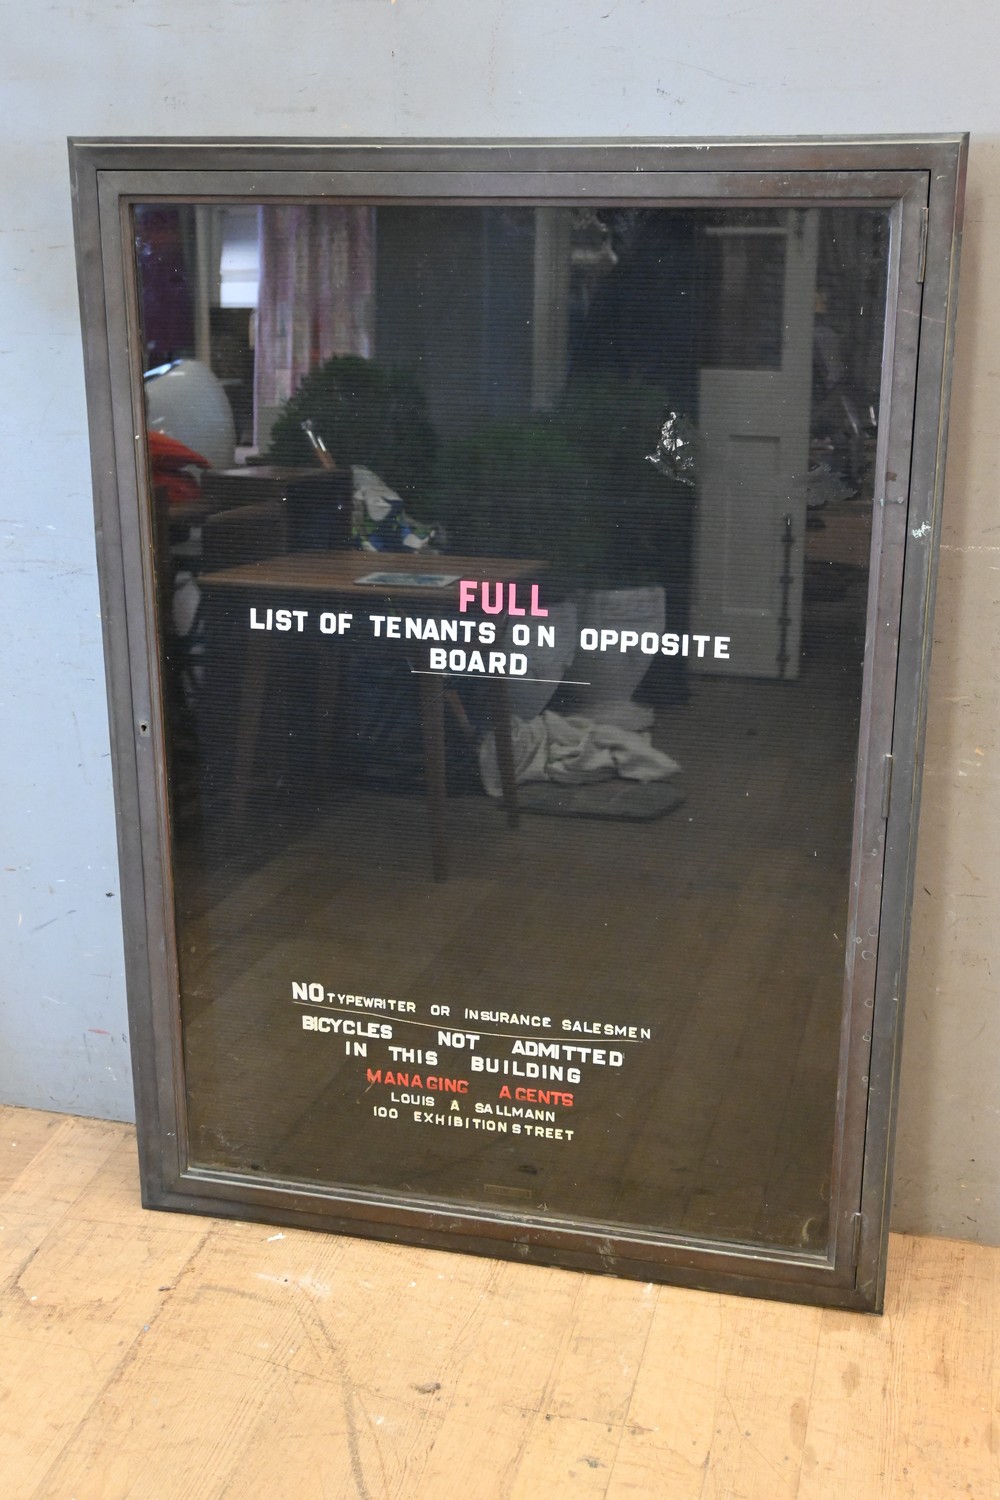 FULL
LIST OF TENANTS ON OPPOSITE
BOARD
NO TYPEWRITER OR INSURANCE SALESMEN
BICYCLES NOT ADMITTED
IN THIS BUILDING
MANAGING AGENTS
LOUIS A SALLMANN
100 EXHIBITION STREET